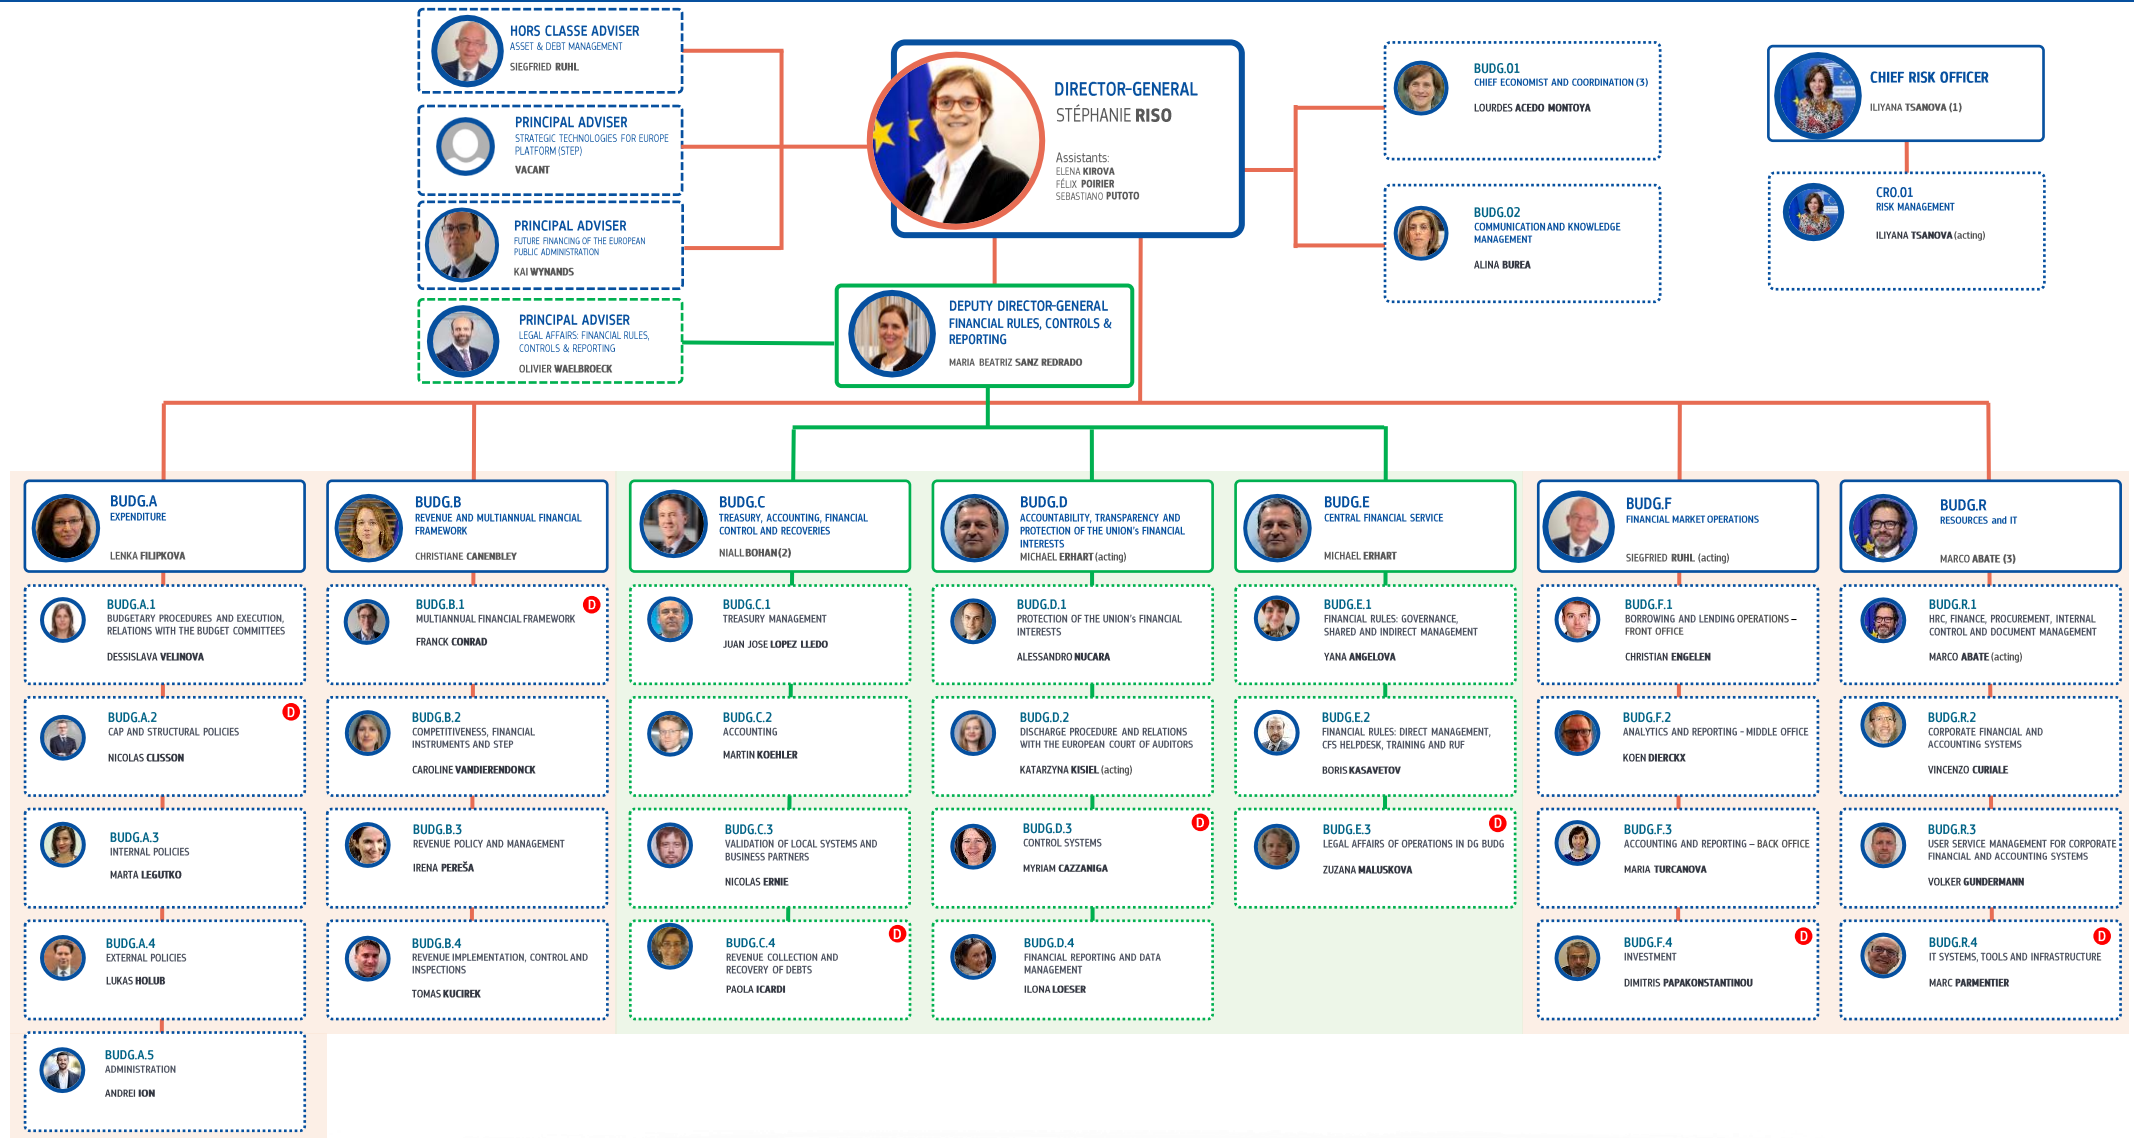 HORS CLASSE ADVISER
ASSET & DEBT MANAGEMENT
SIEGFRIED RUHL
PRINCIPAL ADVISER
STRATEGIC TECHNOLOGIES FOR EUROPE
PLATFORM (STEP)
VACANT
PRINCIPAL ADVISER
FUTURE FINANCING OF THE EUROPEAN
PUBLIC ADMINISTRATION
KAI WYNANDS
PRINCIPAL ADVISER
LEGAL AFFAIRS: FINANCIAL RULES,
CONTROLS & REPORTING
OLIVIER WAELBROECK
DIRECTOR-GENERAL
STÉPHANIE RISO
Assistants:
ELENA KIROVA
FÉLIX POIRIER
SEBASTIANO PUTOTO
DEPUTY DIRECTOR-GENERAL
FINANCIAL RULES, CONTROLS &
REPORTING
MARIA BEATRIZ SANZ REDRADO
BUDG.01
CHIEF ECONOMIST AND COORDINATION (3)
LOURDES ACEDO MONTOYA
BUDG.02
COMMUNICATION AND KNOWLEDGE
MANAGEMENT
ALINA BUREA
CHIEF RISK OFFICER
ILIYANA TSANOVA (1)
CRO.01
RISK MANAGEMENT
ILIYANA TSANOVA (acting)
BUDG.A
EXPENDITURE
LENKA FILIPKOVA
BUDG.A.1
BUDGETARY PROCEDURES AND EXECUTION,
RELATIONS WITH THE BUDGET COMMITTEES
DESSISLAVA VELINOVA
BUDG.A.2
D
CAP AND STRUCTURAL POLICIES
NICOLAS CLISSON
BUDG.A.3
INTERNAL POLICIES
MARTA LEGUTKO
BUDG.A.4
EXTERNAL POLICIES
LUKAS HOLUB
BUDG.A.5
ADMINISTRATION
ANDREI ION
BUDG.B
REVENUE AND MULTIANNUAL FINANCIAL
FRAMEWORK
CHRISTIANE CANENBLEY
BUDG.B.1
D
MULTIANNUAL FINANCIAL FRAMEWORK
FRANCK CONRAD
BUDG.B.2
COMPETITIVENESS, FINANCIAL
INSTRUMENTS AND STEP
CAROLINE VANDIERENDONCK
BUDG.B.3
REVENUE POLICY AND MANAGEMENT
IRENA PEREŠA
BUDG.B.4
REVENUE IMPLEMENTATION, CONTROL AND
INSPECTIONS
TOMAS KUCIREK
BUDG.C
TREASURY, ACCOUNTING, FINANCIAL
CONTROL AND RECOVERIES
NIALL BOHAN (2)
BUDG.C.1
TREASURY MANAGEMENT
JUAN JOSE LOPEZ LLEDO
BUDG.C.2
ACCOUNTING
MARTIN KOEHLER
BUDG.C.3
VALIDATION OF LOCAL SYSTEMS AND
BUSINESS PARTNERS
NICOLAS ERNIE
BUDG.C.4
D
REVENUE COLLECTION AND
RECOVERY OF DEBTS
PAOLA ICARDI
BUDG.D
ACCOUNTABILITY, TRANSPARENCY AND
PROTECTION OF THE UNION'S FINANCIAL
INTERESTS
MICHAEL ERHART (acting)
BUDG.D.1
PROTECTION OF THE UNION'S FINANCIAL
INTERESTS
ALESSANDRO NUCARA
BUDG.D.2
DISCHARGE PROCEDURE AND RELATIONS
WITH THE EUROPEAN COURT OF AUDITORS
KATARZYNA KISIEL (acting)
BUDG.D.3
D
CONTROL SYSTEMS
MYRIAM CAZZANIGA
BUDG.D.4
FINANCIAL REPORTING AND DATA
MANAGEMENT
ILONA LOESER
BUDG.E
CENTRAL FINANCIAL SERVICE
MICHAEL ERHART
BUDG.E.1
FINANCIAL RULES: GOVERNANCE,
SHARED AND INDIRECT MANAGEMENT
YANA ANGELOVA
BUDG.E.2
FINANCIAL RULES: DIRECT MANAGEMENT,
CFS HELPDESK, TRAINING AND RUF
BORIS KASAVETOV
BUDG.E.3
D
LEGAL AFFAIRS OF OPERATIONS IN DG BUDG
ZUZANA MALUSKOVA
BUDG.F
FINANCIAL MARKET OPERATIONS
SIEGFRIED RUHL (acting)
BUDG.F.1
BORROWING AND LENDING OPERATIONS –
FRONT OFFICE
CHRISTIAN ENGELEN
BUDG.F.2
ANALYTICS AND REPORTING - MIDDLE OFFICE
KOEN DIERCKX
BUDG.F.3
ACCOUNTING AND REPORTING – BACK OFFICE
MARIA TURCANOVA
BUDG.F.4
D
INVESTMENT
DIMITRIS PAPAKONSTANTINOU
BUDG.R
RESOURCES and IT
MARCO ABATE (3)
BUDG.R.1
HRC, FINANCE, PROCUREMENT, INTERNAL
CONTROL AND DOCUMENT MANAGEMENT
MARCO ABATE (acting)
BUDG.R.2
CORPORATE FINANCIAL AND
ACCOUNTING SYSTEMS
VINCENZO CURIALE
BUDG.R.3
USER SERVICE MANAGEMENT FOR CORPORATE
FINANCIAL AND ACCOUNTING SYSTEMS
VOLKER GUNDERMANN
BUDG.R.4
D
IT SYSTEMS, TOOLS AND INFRASTRUCTURE
MARC PARMENTIER